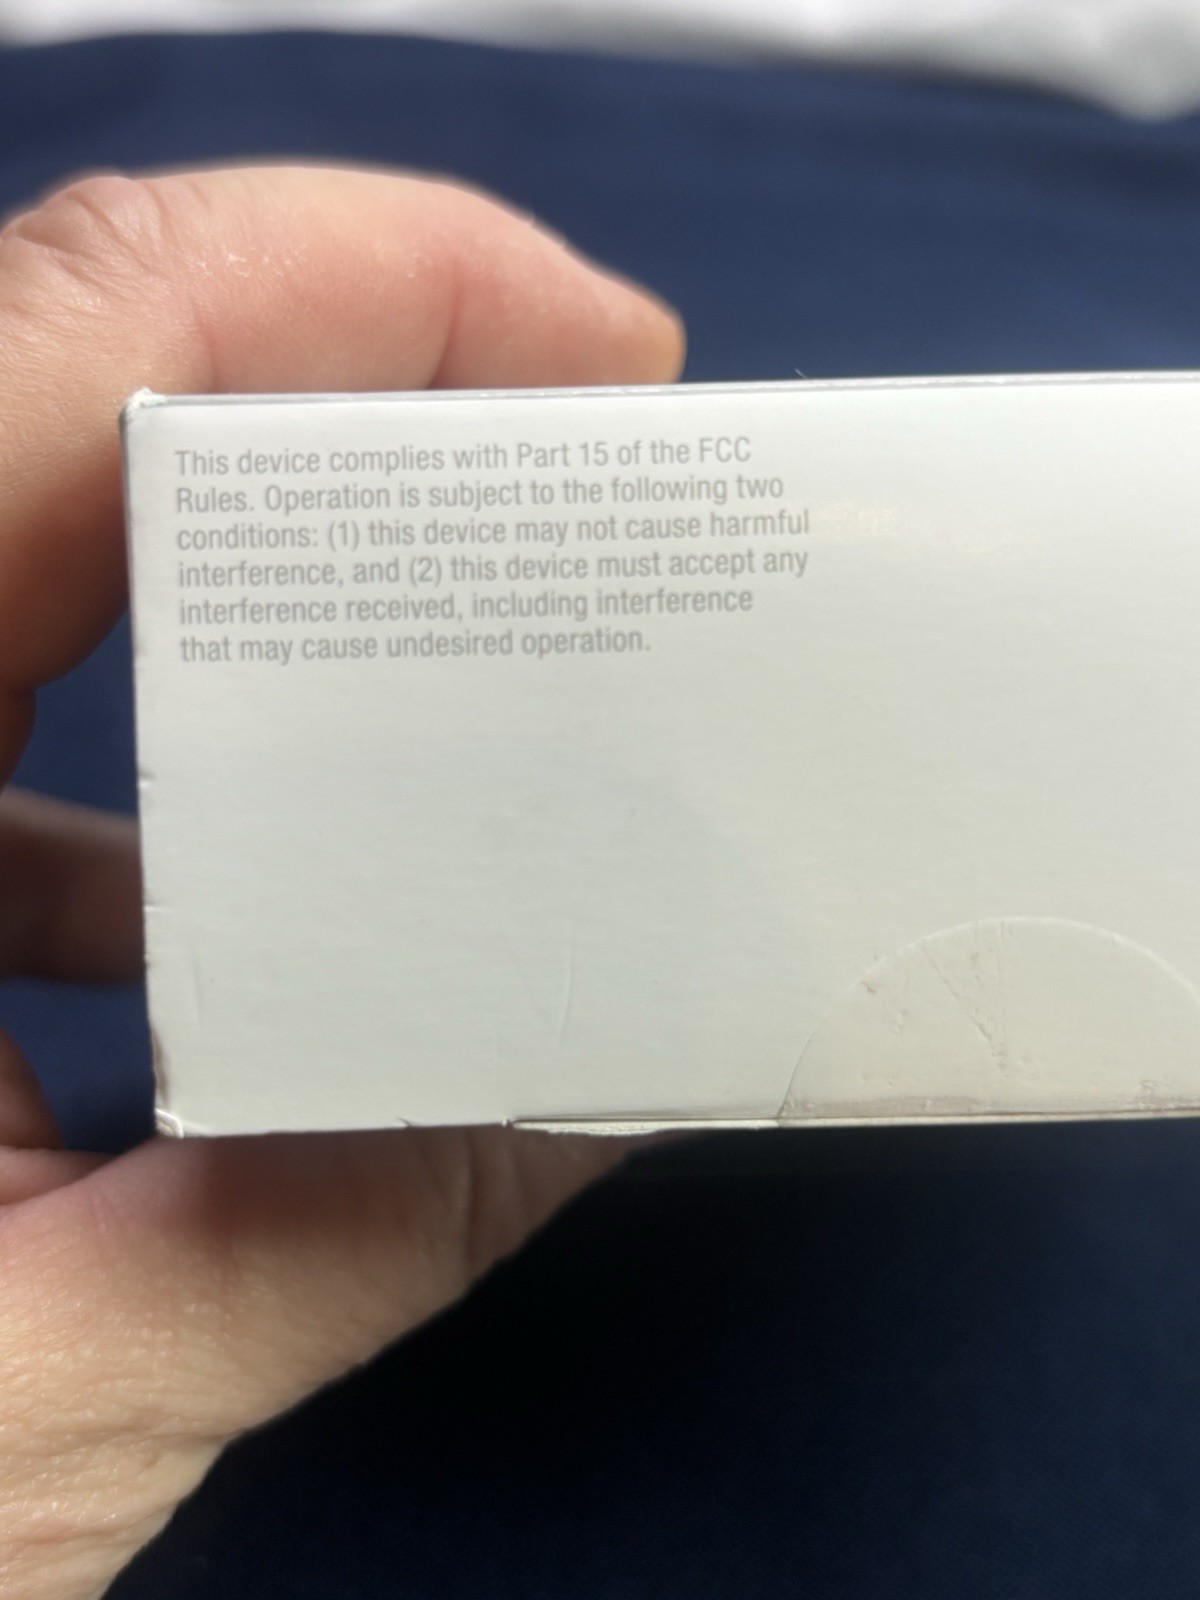 This device complies with Part 15 of the FCC
Rules. Operation is subject to the following two
conditions: (1) this device may not cause harmful
interference, and (2) this device must accept any
interference received, including interference
that may cause undesired operation.